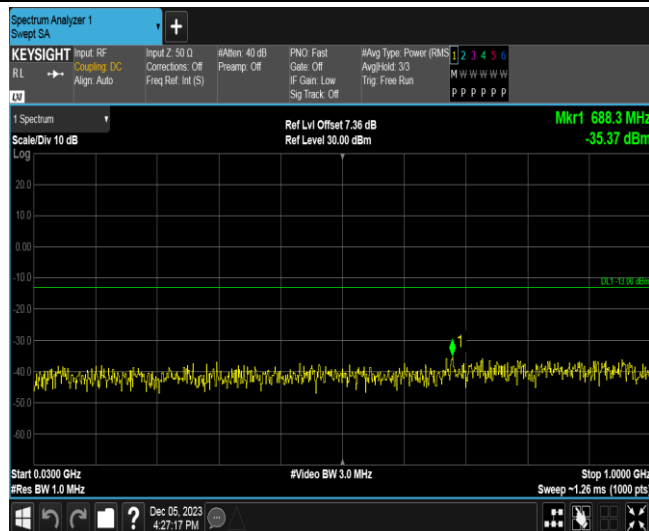 Spectrum Analyzer 1
Swept SA
+
KEYSIGHT
RL
Input: RF
Coupling: DC
Align: Auto
Input Z: 50 Ω
Corrections: Off
Freq Ref: Int (S)
#Atten: 40 dB
Preamp: Off
PNO: Fast
Gate: Off
IF Gain: Low
Sig Track: Off
#Avg Type: Power (RMS
Avg|Hold: 3/3
Trig: Free Run
1 2 3 4 5 6
M W W W W W
P P P P P P
1 Spectrum
Scale/Div 10 dB
Log
Ref Lvl Offset 7.36 dB
Ref Level 30.00 dBm
Mkr1 688.3 MHz
-35.37 dBm
20.0
10.0
0.00
-10.0
DL1 -13.00 dBm
-20.0
-30.0
1
-40.0
-50.0
-60.0
Start 0.0300 GHz
#Res BW 1.0 MHz
#Video BW 3.0 MHz
Stop 1.0000 GHz
Sweep ~1.26 ms (1000 pts)
?
Dec 05, 2023
4:27:17 PM